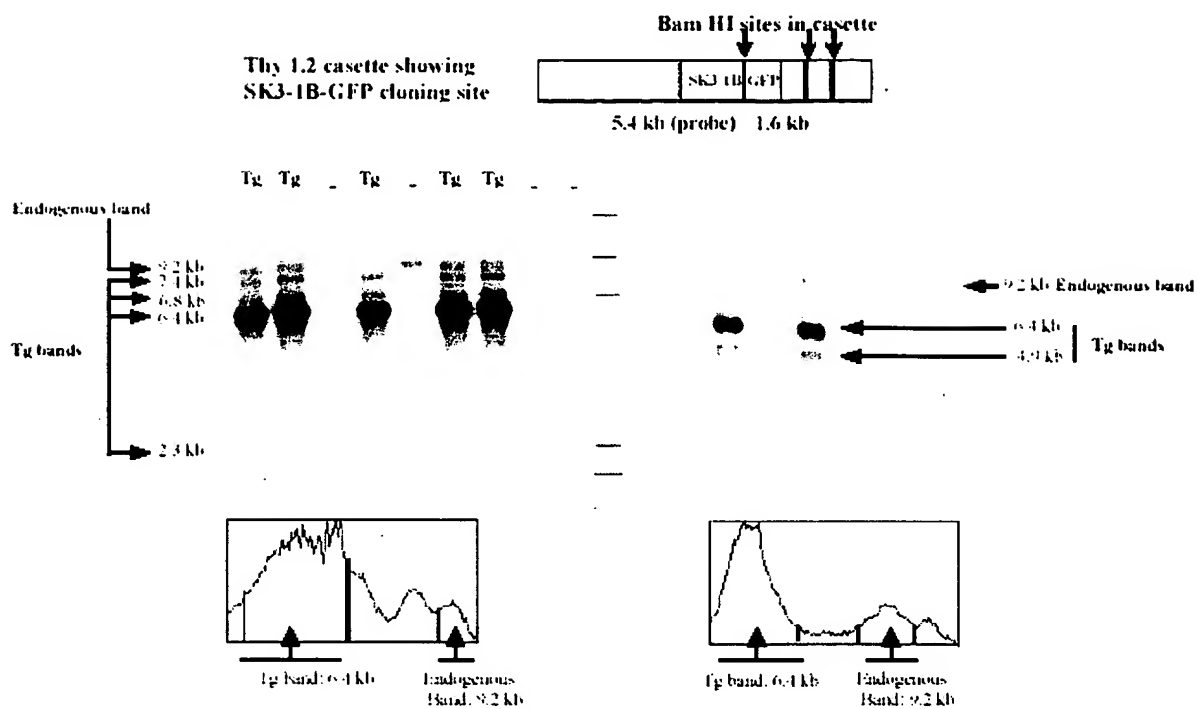 Bam HI sites in casette
Thy 1.2 casette showing
SK3-1B-GFP cloning site
SK3-1B GFP
5.4 kb (probe) 1.6 kb
Tg Tg - Tg - Tg Tg - -
Endogenous band
9.2 kb
7.4 kb
6.8 kb
6.4 kb
Tg bands
2.3 kb
9.2 kb Endogenous band
6.4 kb
4.9 kb
Tg bands
Tg band: 6.4 kb
Endogenous
Band: 9.2 kb
Tg band: 6.4 kb
Endogenous
Band: 9.2 kb